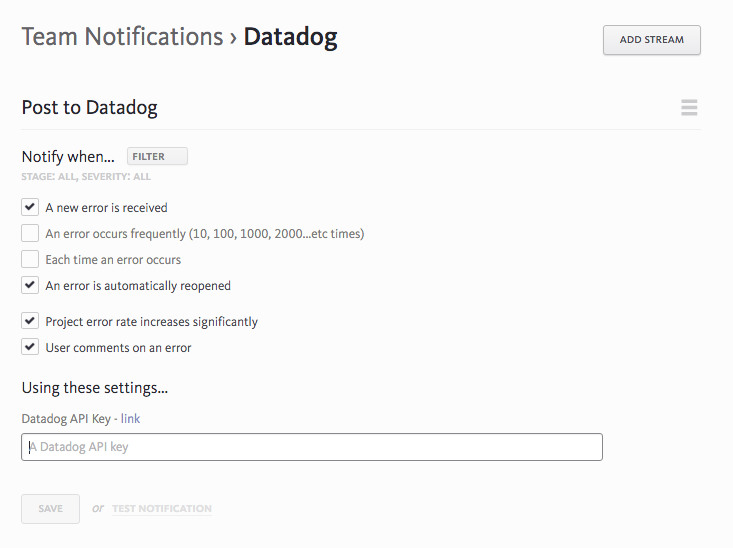 Team Notifications › Datadog
ADD STREAM
Post to Datadog
Notify when... FILTER
STAGE: ALL, SEVERITY: ALL
A new error is received
An error occurs frequently (10, 100, 1000, 2000...etc times)
Each time an error occurs
An error is automatically reopened
Project error rate increases significantly
User comments on an error
Using these settings...
Datadog API Key - link
A Datadog API key
SAVE or TEST NOTIFICATION